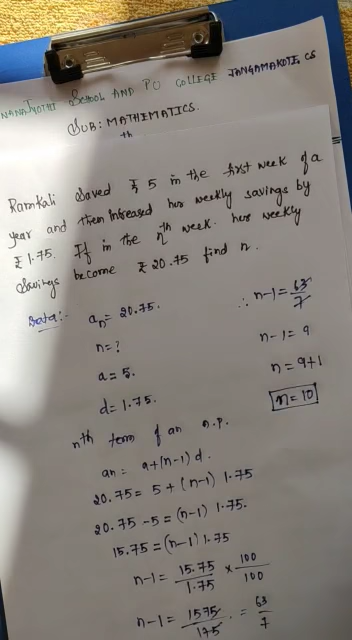 SCHOOL AND PU COLLEGE JANGAMAKOTE, CS
SUB: MATHEMATICS.
th
Ramkali saved ₹ 5 in the first week of a
year and then increased her weekly savings by
₹ 1.75. If in the nth week. her weekly
savings become ₹ 20.75 find n.
Data:- an = 20.75.
n = ?
a = 5.
d = 1.75.
nth term of an A.P.
an = a+(n-1) d.
20.75 = 5 + (n-1) 1.75
20.75 - 5 = (n-1) 1.75.
15.75 = (n-1) 1.75
n-1 = 15.75/1.75 × 100/100
n-1 = 1575/175. = 63/7
∴ n-1 = 63/7
n-1 = 9
n = 9+1
n = 10